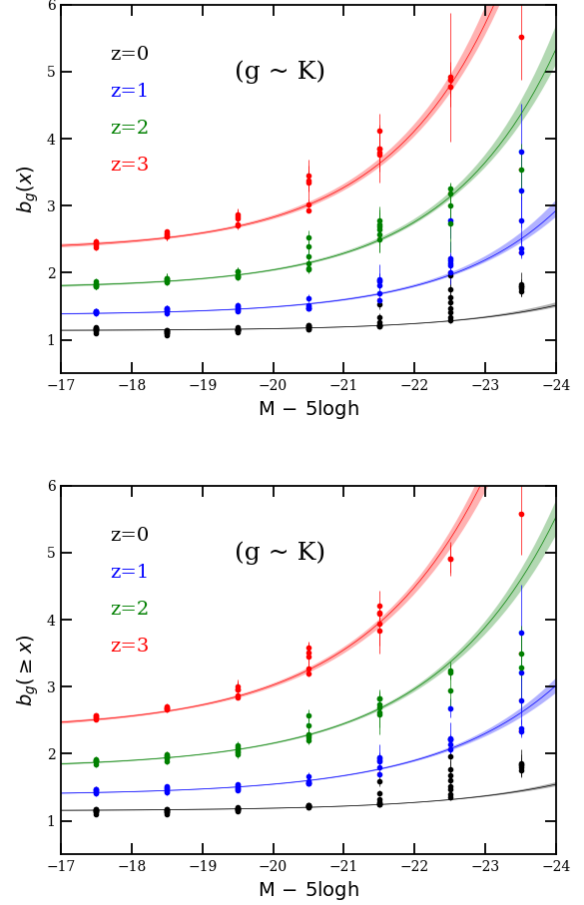 6
5
4
3
2
1
b_g(x)
z=0
z=1
z=2
z=3
(g ~ K)
−17 −18 −19 −20 −21 −22 −23 −24
M − 5logh
6
5
4
3
2
1
b_g(≥ x)
z=0
z=1
z=2
z=3
(g ~ K)
−17 −18 −19 −20 −21 −22 −23 −24
M − 5logh